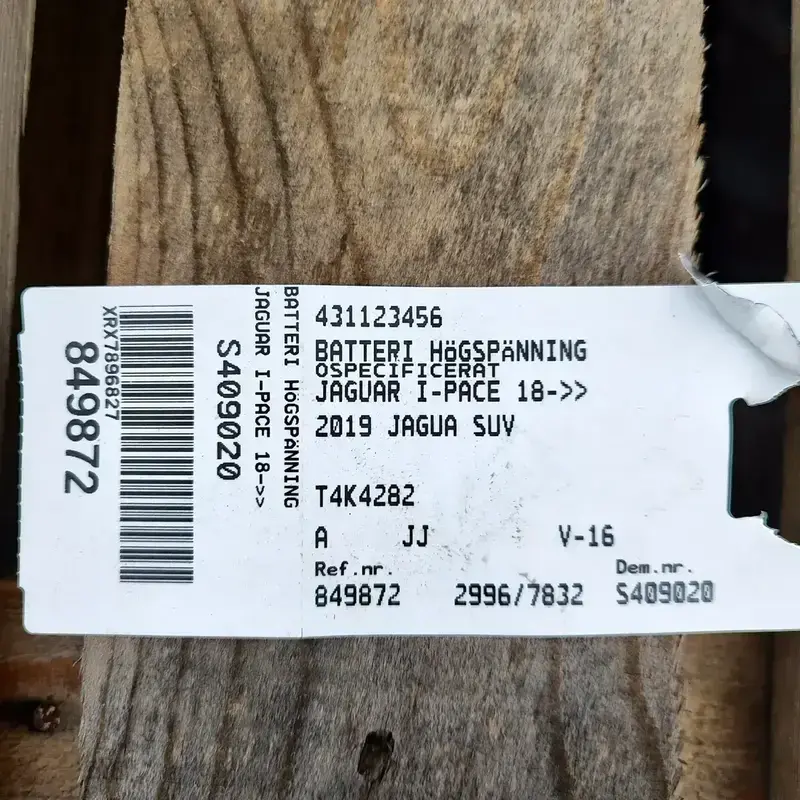 XRX7896827
849872
S409020
BATTERI HöGSPäNNING
JAGUAR I-PACE 18->>
431123456
BATTERI HöGSPäNNING
OSPECIFICERAT
JAGUAR I-PACE 18->>
2019 JAGUA SUV
T4K4282
A JJ V-16
Ref.nr. Dem.nr.
849872 2996/7832 S409020